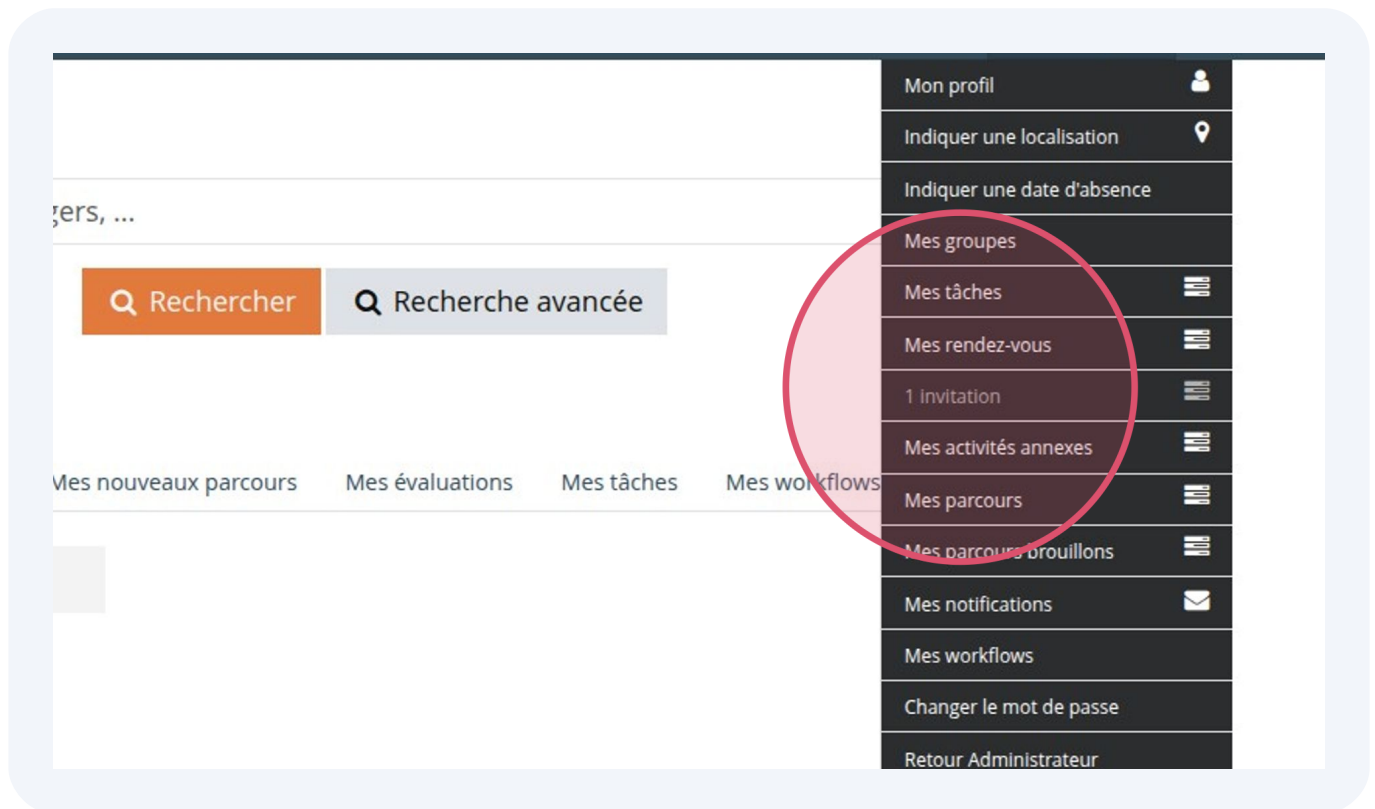 gers, ...
Rechercher
Recherche avancée
Mes nouveaux parcours Mes évaluations Mes tâches Mes workflows
Mon profil
Indiquer une localisation
Indiquer une date d'absence
Mes groupes
Mes tâches
Mes rendez-vous
1 invitation
Mes activités annexes
Mes parcours
Mes parcours brouillons
Mes notifications
Mes workflows
Changer le mot de passe
Retour Administrateur